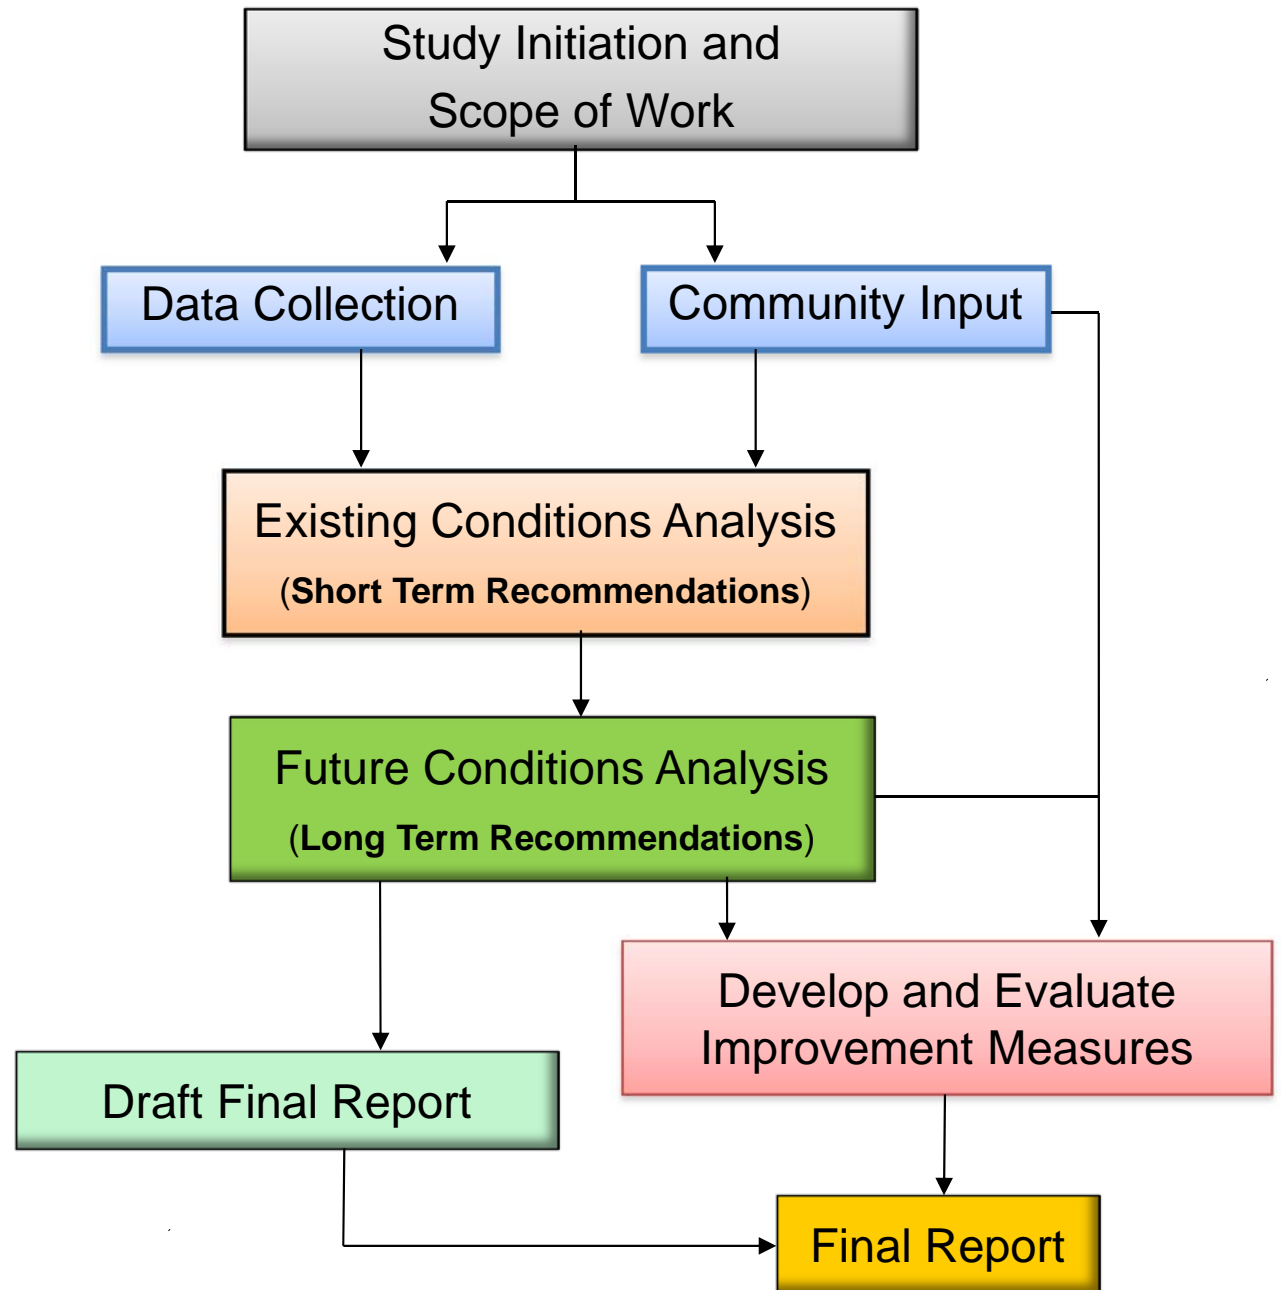 Study Initiation and
Scope of Work
Data Collection
Community Input
Existing Conditions Analysis
(Short Term Recommendations)
Future Conditions Analysis
(Long Term Recommendations)
Develop and Evaluate
Improvement Measures
Draft Final Report
Final Report